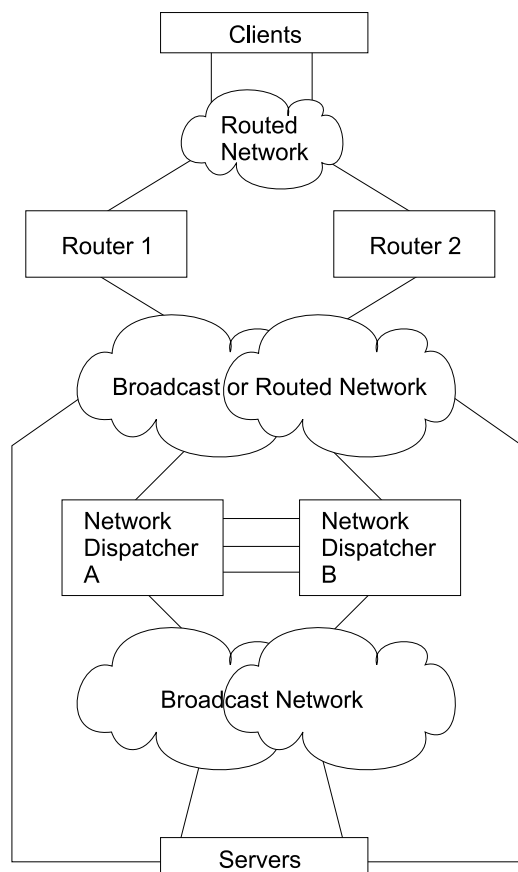 Clients
Routed
Network
Router 1
Router 2
Broadcast or Routed Network
Network
Dispatcher
A
Network
Dispatcher
B
Broadcast Network
Servers